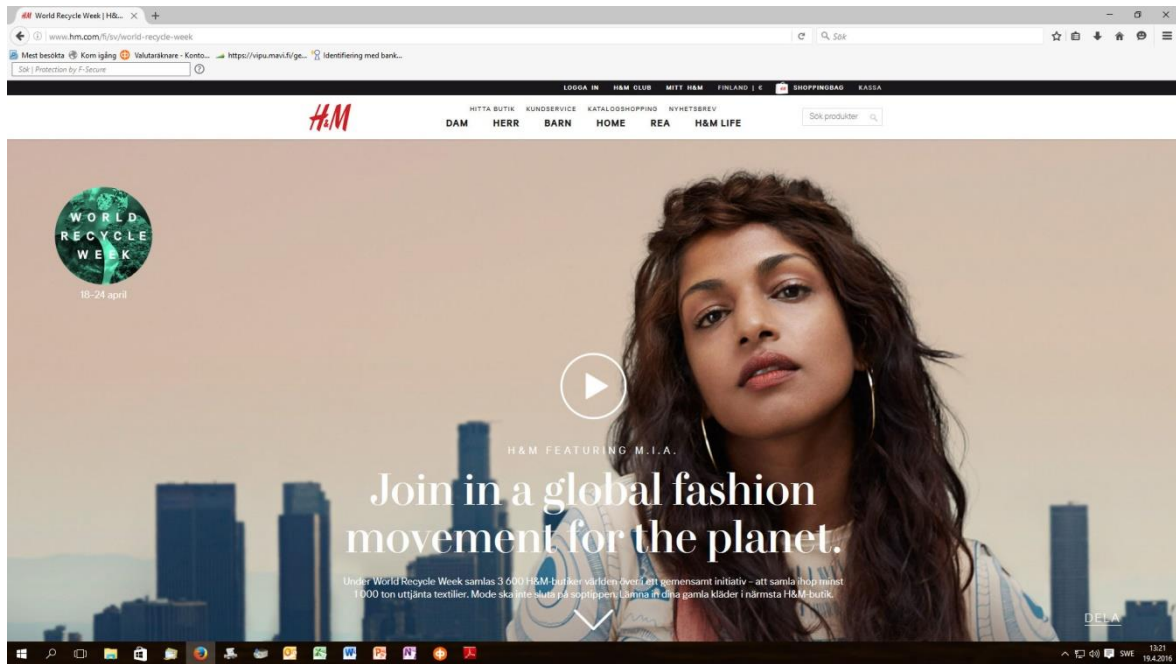 World Recycle Week | H&...
www.hm.com/fi/sv/world-recycle-week
Sök
Mest besökta Kom igång Valutaräknare - Konto... https://vipu.mavi.fi/ge... Identifiering med bank...
Sök | Protection by F-Secure
LOGGA IN H&M CLUB MITT H&M FINLAND | € SHOPPINGBAG KASSA
HITTA BUTIK KUNDSERVICE KATALOGSHOPPING NYHETSBREV
H&M
DAM HERR BARN HOME REA H&M LIFE
Sök produkter
WORLD
RECYCLE
WEEK
18-24 april
H&M FEATURING M.I.A.
Join in a global fashion
movement for the planet.
Under World Recycle Week samlas 3 600 H&M-butiker världen över i ett gemensamt initiativ – att samla ihop minst
1 000 ton uttjänta textilier. Mode ska inte sluta på soptippen. Lämna in dina gamla kläder i närmsta H&M-butik.
DELA
SWE
13:21
19.4.2016